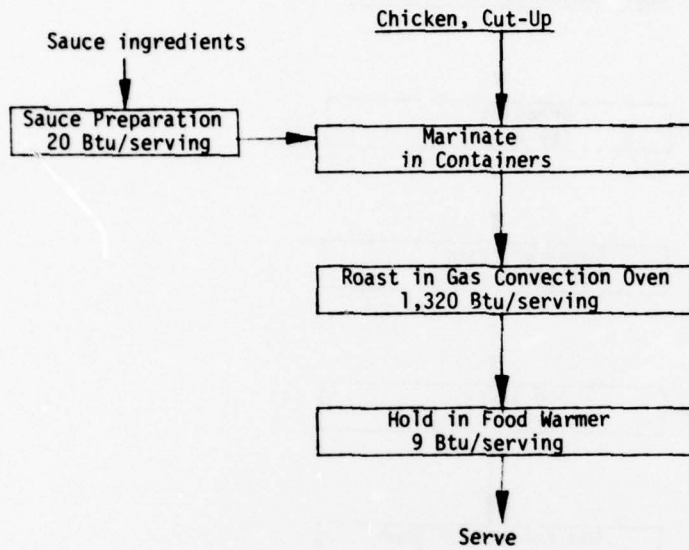 Chicken, Cut-Up
Sauce ingredients
Sauce Preparation
20 Btu/serving
Marinate
in Containers
Roast in Gas Convection Oven
1,320 Btu/serving
Hold in Food Warmer
9 Btu/serving
Serve